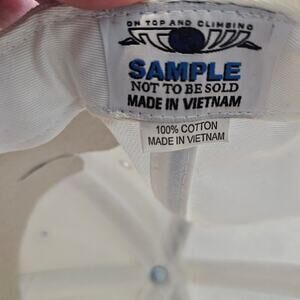 ON TOP AND CLIMBING
SAMPLE
NOT TO BE SOLD
MADE IN VIETNAM
100% COTTON
MADE IN VIETNAM